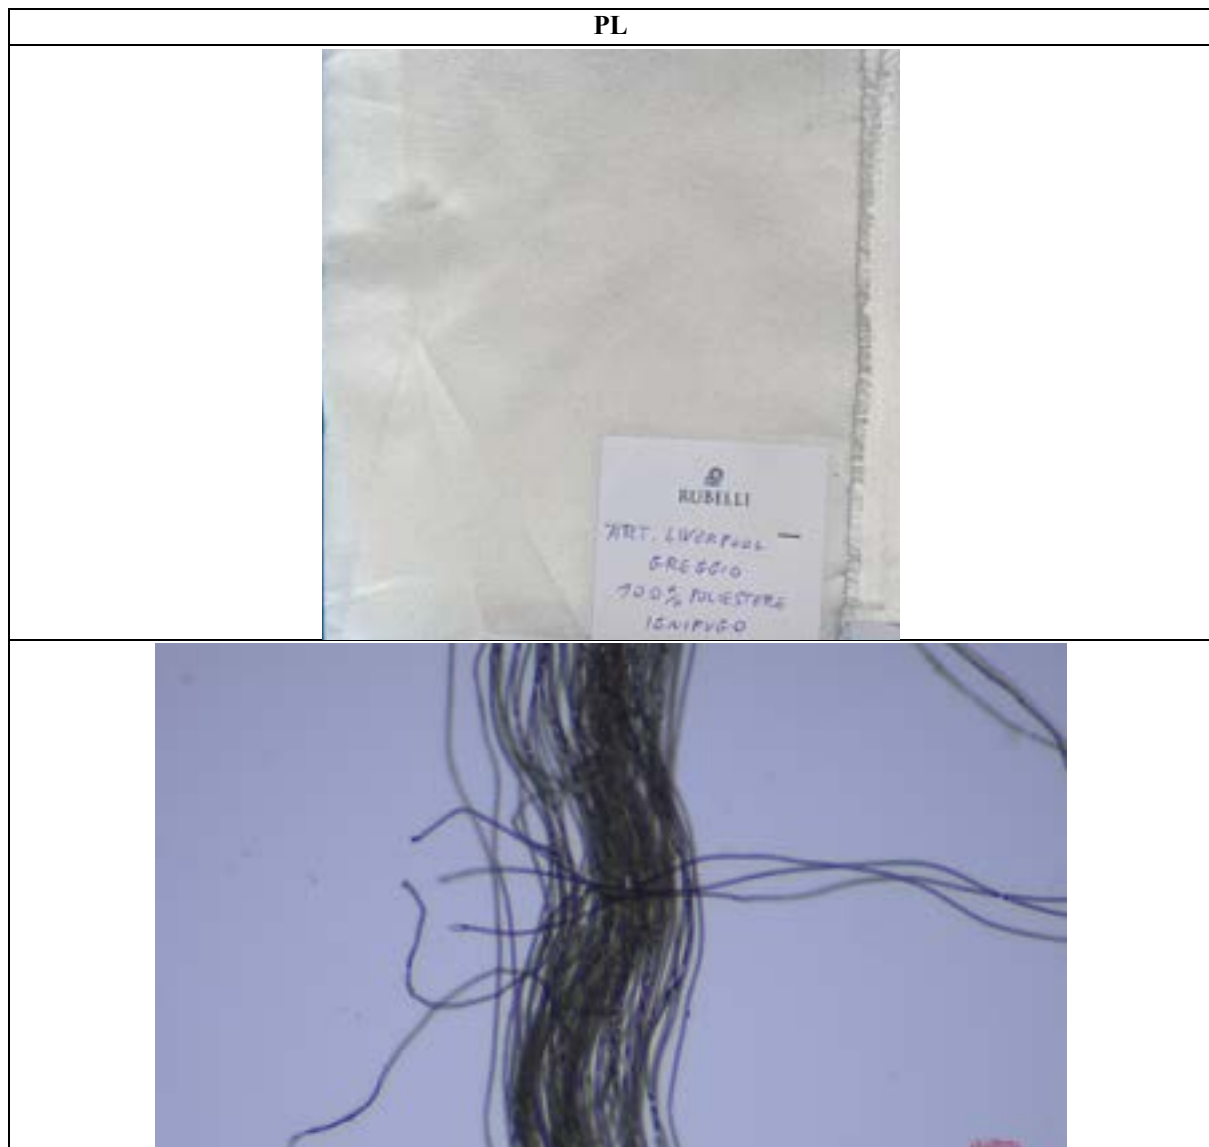 PL
RUBELLI
ART. LIVERPOOL —
GREGGIO
100% POLIESTERE
IGNIFUGO